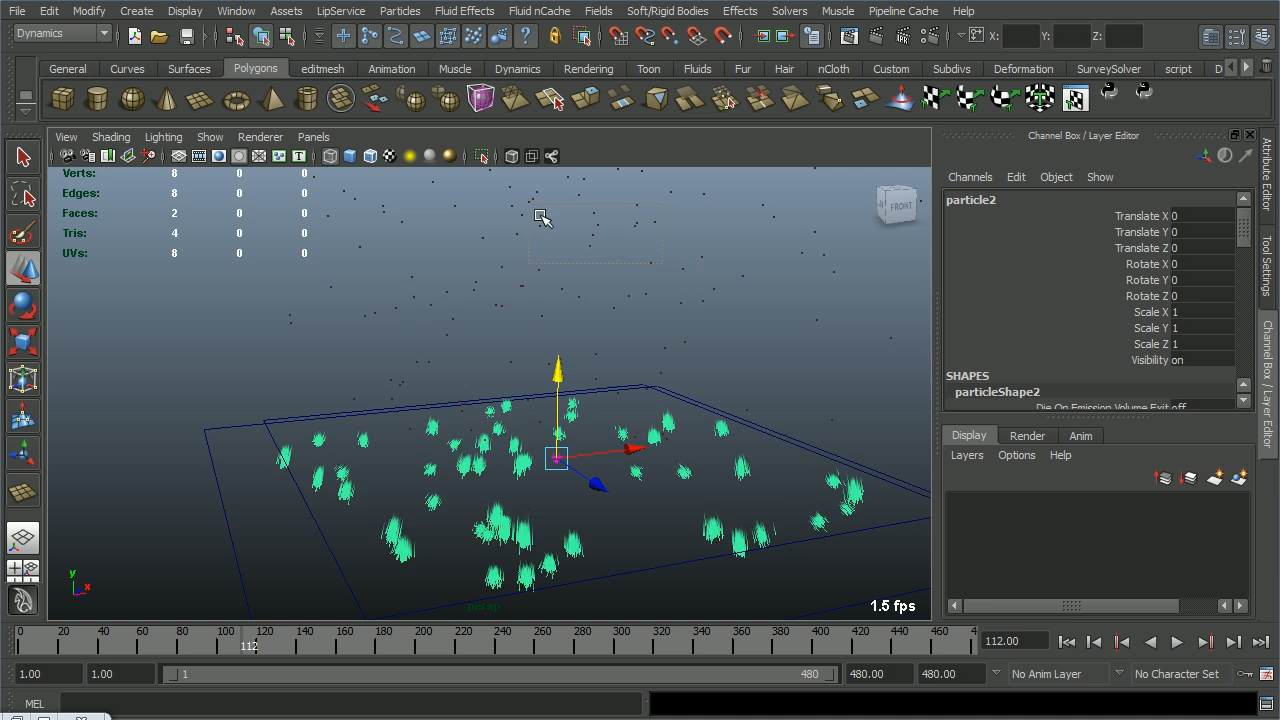 File Edit Modify Create Display Window Assets LipService Particles Fluid Effects Fluid nCache Fields Soft/Rigid Bodies Effects Solvers Muscle Pipeline Cache Help
Dynamics X: Y: Z:
General Curves Surfaces Polygons editmesh Animation Muscle Dynamics Rendering Toon Fluids Fur Hair nCloth Custom Subdivs Deformation SurveySolver script D
View Shading Lighting Show Renderer Panels
Verts: 8 0 0
Edges: 8 0 0
Faces: 2 0 0
Tris: 4 0 0
UVs: 8 0 0
FRONT
persp
1.5 fps
y
x
Channel Box / Layer Editor
Channels Edit Object Show
particle2
Translate X 0
Translate Y 0
Translate Z 0
Rotate X 0
Rotate Y 0
Rotate Z 0
Scale X 1
Scale Y 1
Scale Z 1
Visibility on
SHAPES
particleShape2
Die On Emission Volume Exit off
Display Render Anim
Layers Options Help
Attribute Editor
Tool Settings
Channel Box / Layer Editor
0 20 40 60 80 100 120 140 160 180 200 220 240 260 280 300 320 340 360 380 400 420 440 460 4
112
112.00
1.00 1.00 1 480 480.00 480.00 No Anim Layer No Character Set
MEL